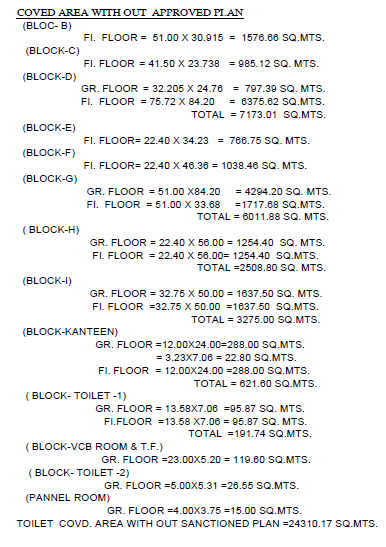 COVED AREA WITH OUT APPROVED PLAN
(BLOC- B)
FI. FLOOR = 51.00 X 30.915 = 1576.66 SQ.MTS.
(BLOCK-C)
FI. FLOOR = 41.50 X 23.738 = 985.12 SQ. MTS.
(BLOCK-D)
GR. FLOOR = 32.205 X 24.76 = 797.39 SQ. MTS.
FI. FLOOR = 75.72 X 84.20 = 6375.62 SQ.MTS.
TOTAL = 7173.01 SQ.MTS.
(BLOCK-E)
FI. FLOOR= 22.40 X 34.23 = 766.75 SQ. MTS.
(BLOCK-F)
FI. FLOOR= 22.40 X 46.36 = 1038.46 SQ. MTS.
(BLOCK-G)
GR. FLOOR = 51.00 X84.20 = 4294.20 SQ. MTS.
FI. FLOOR = 51.00 X 33.68 =1717.68 SQ.MTS.
TOTAL = 6011.88 SQ. MTS.
( BLOCK-H)
GR. FLOOR = 22.40 X 56.00 = 1254.40 SQ. MTS.
FI. FLOOR = 22.40 X 56.00= 1254.40 SQ.MTS.
TOTAL =2508.80 SQ. MTS.
(BLOCK-I)
GR. FLOOR = 32.75 X 50.00 = 1637.50 SQ. MTS.
FI. FLOOR =32.75 X 50.00 =1637.50 SQ.MTS.
TOTAL = 3275.00 SQ.MTS.
(BLOCK-KANTEEN)
GR. FLOOR =12.00X24.00=288.00 SQ.MTS.
= 3.23X7.06 = 22.80 SQ.MTS.
FI. FLOOR = 12.00X24.00 =288.00 SQ.MTS.
TOTAL = 621.60 SQ.MTS.
( BLOCK- TOILET -1)
GR. FLOOR = 13.58X7.06 =95.87 SQ. MTS.
FI.FLOOR =13.58 X7.06 = 95.87 SQ. MTS.
TOTAL =191.74 SQ.MTS.
( BLOCK-VCB ROOM & T.F.)
GR. FLOOR =23.00X5.20 = 119.60 SQ.MTS.
( BLOCK- TOILET -2)
GR. FLOOR =5.00X5.31 =26.55 SQ.MTS.
(PANNEL ROOM)
GR. FLOOR =4.00X3.75 =15.00 SQ.MTS.
TOILET COVD. AREA WITH OUT SANCTIONED PLAN =24310.17 SQ.MTS.